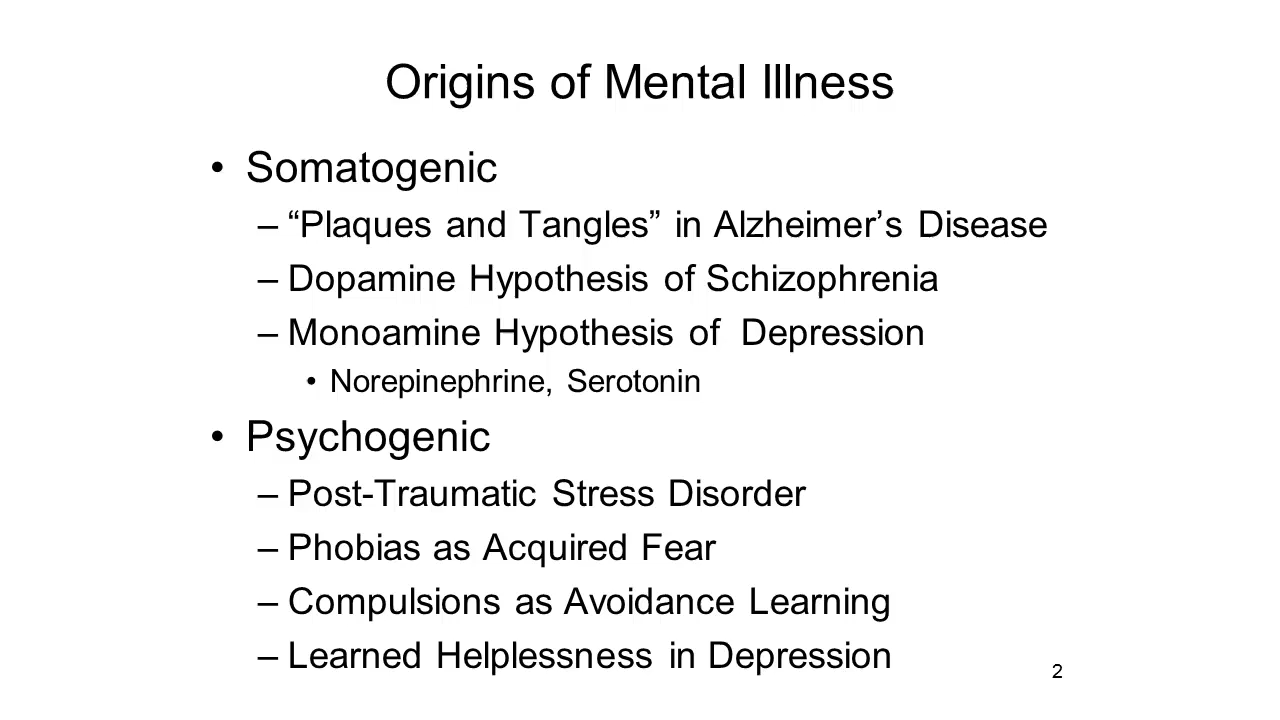 Origins of Mental Illness
• Somatogenic
– “Plaques and Tangles” in Alzheimer’s Disease
– Dopamine Hypothesis of Schizophrenia
– Monoamine Hypothesis of  Depression
• Norepinephrine, Serotonin
• Psychogenic
– Post-Traumatic Stress Disorder
– Phobias as Acquired Fear
– Compulsions as Avoidance Learning
– Learned Helplessness in Depression
2